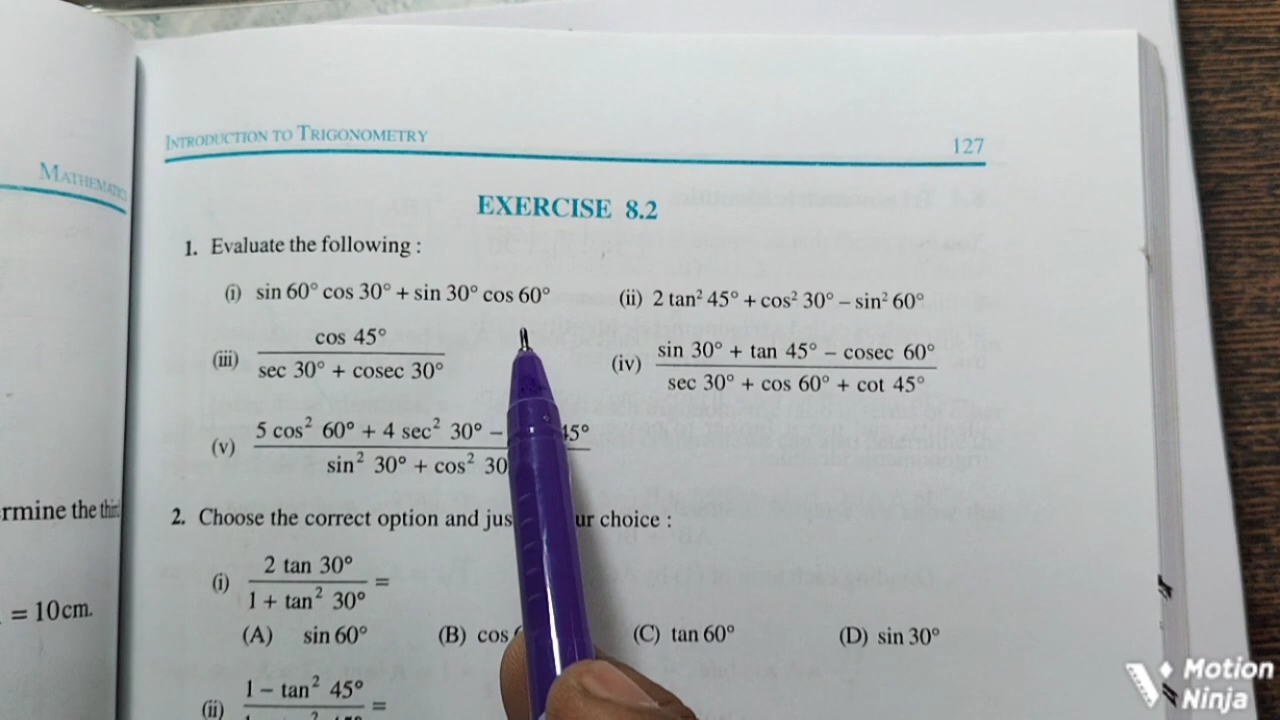 INTRODUCTION TO TRIGONOMETRY 127
MATHEMATICS
EXERCISE 8.2
1. Evaluate the following :
(i) sin 60° cos 30° + sin 30° cos 60° (ii) 2 tan² 45° + cos² 30° – sin² 60°
(iii) cos 45° / sec 30° + cosec 30° (iv) sin 30° + tan 45° – cosec 60° / sec 30° + cos 60° + cot 45°
(v) 5 cos² 60° + 4 sec² 30° – 45° / sin² 30° + cos² 30
2. Choose the correct option and choice :
(i) 2 tan 30° / 1 + tan² 30° =
(A) sin 60° (B) cos (C) tan 60° (D) sin 30°
(ii) 1 – tan² 45° =
rmine the
= 10 cm.
Motion
Ninja